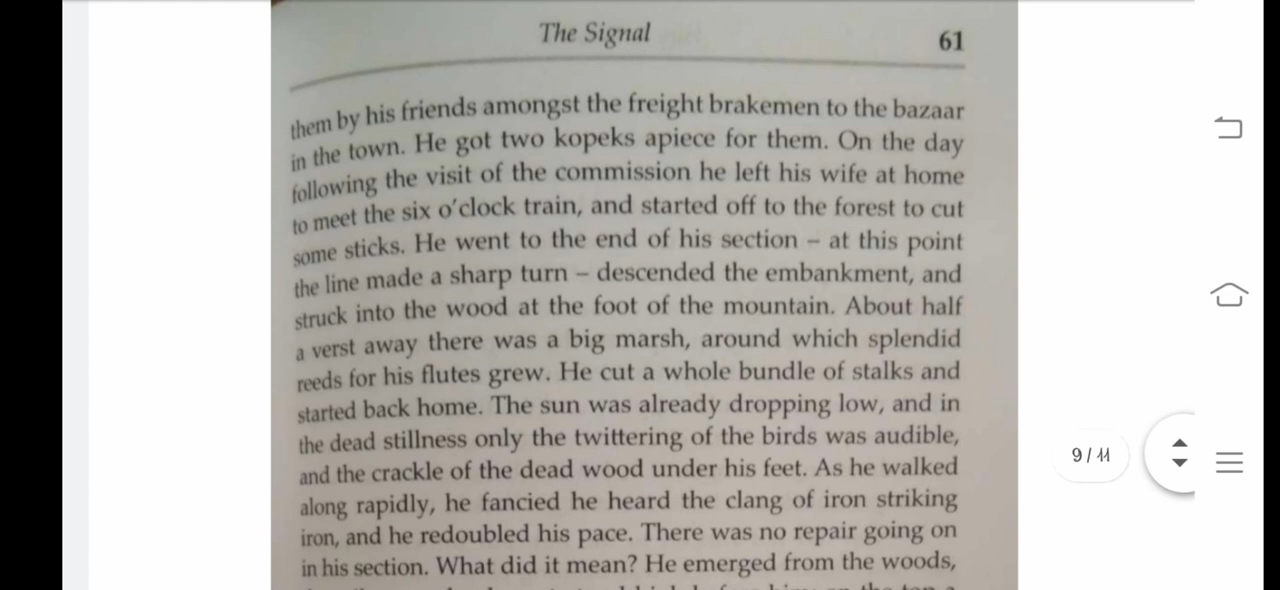 The Signal
61
them by his friends amongst the freight brakemen to the bazaar
in the town. He got two kopeks apiece for them. On the day
following the visit of the commission he left his wife at home
to meet the six o'clock train, and started off to the forest to cut
some sticks. He went to the end of his section – at this point
the line made a sharp turn – descended the embankment, and
struck into the wood at the foot of the mountain. About half
a verst away there was a big marsh, around which splendid
reeds for his flutes grew. He cut a whole bundle of stalks and
started back home. The sun was already dropping low, and in
the dead stillness only the twittering of the birds was audible,
and the crackle of the dead wood under his feet. As he walked
along rapidly, he fancied he heard the clang of iron striking
iron, and he redoubled his pace. There was no repair going on
in his section. What did it mean? He emerged from the woods,
9 / 11